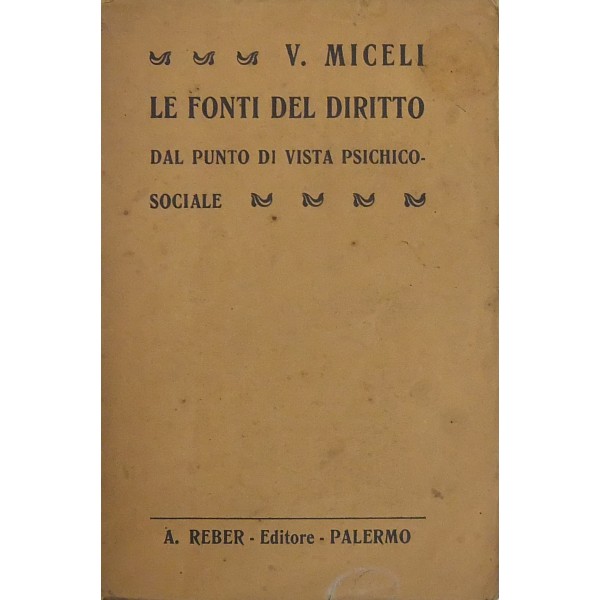 V. MICELI
LE FONTI DEL DIRITTO
DAL PUNTO DI VISTA PSICHICO-
SOCIALE
A. REBER - Editore - PALERMO